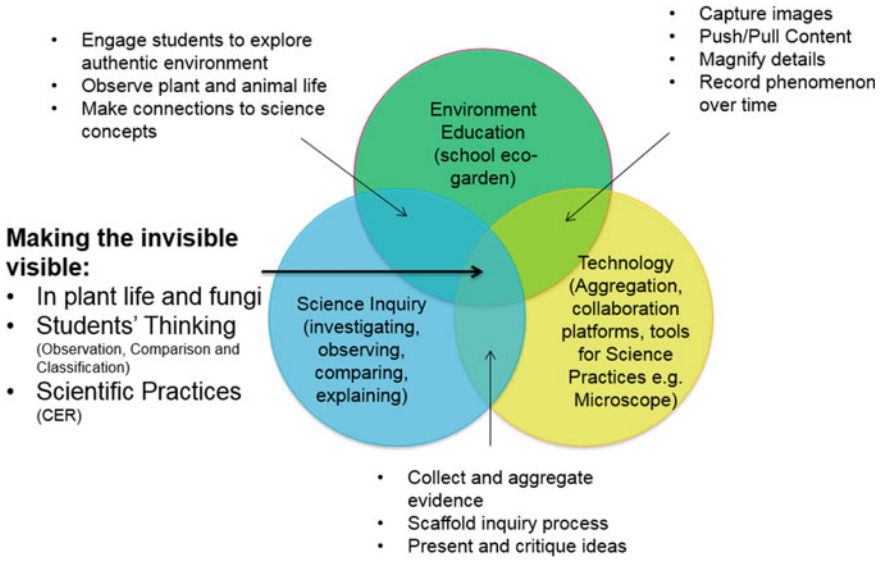 • Engage students to explore
authentic environment
• Observe plant and animal life
• Make connections to science
concepts
• Capture images
• Push/Pull Content
• Magnify details
• Record phenomenon
over time
Environment
Education
(school eco-
garden)
Making the invisible
visible:
• In plant life and fungi
• Students’ Thinking
(Observation, Comparison and
Classification)
• Scientific Practices
(CER)
Science Inquiry
(investigating,
observing,
comparing,
explaining)
Technology
(Aggregation,
collaboration
platforms, tools
for Science
Practices e.g.
Microscope)
• Collect and aggregate
evidence
• Scaffold inquiry process
• Present and critique ideas